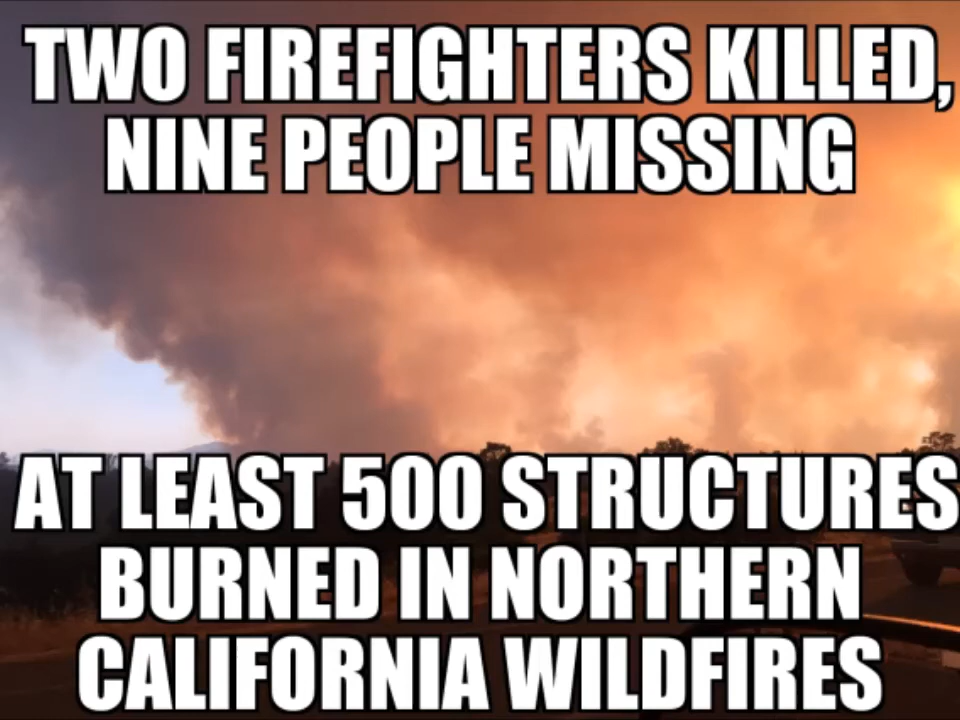 TWO FIREFIGHTERS KILLED,
NINE PEOPLE MISSING
AT LEAST 500 STRUCTURES
BURNED IN NORTHERN
CALIFORNIA WILDFIRES